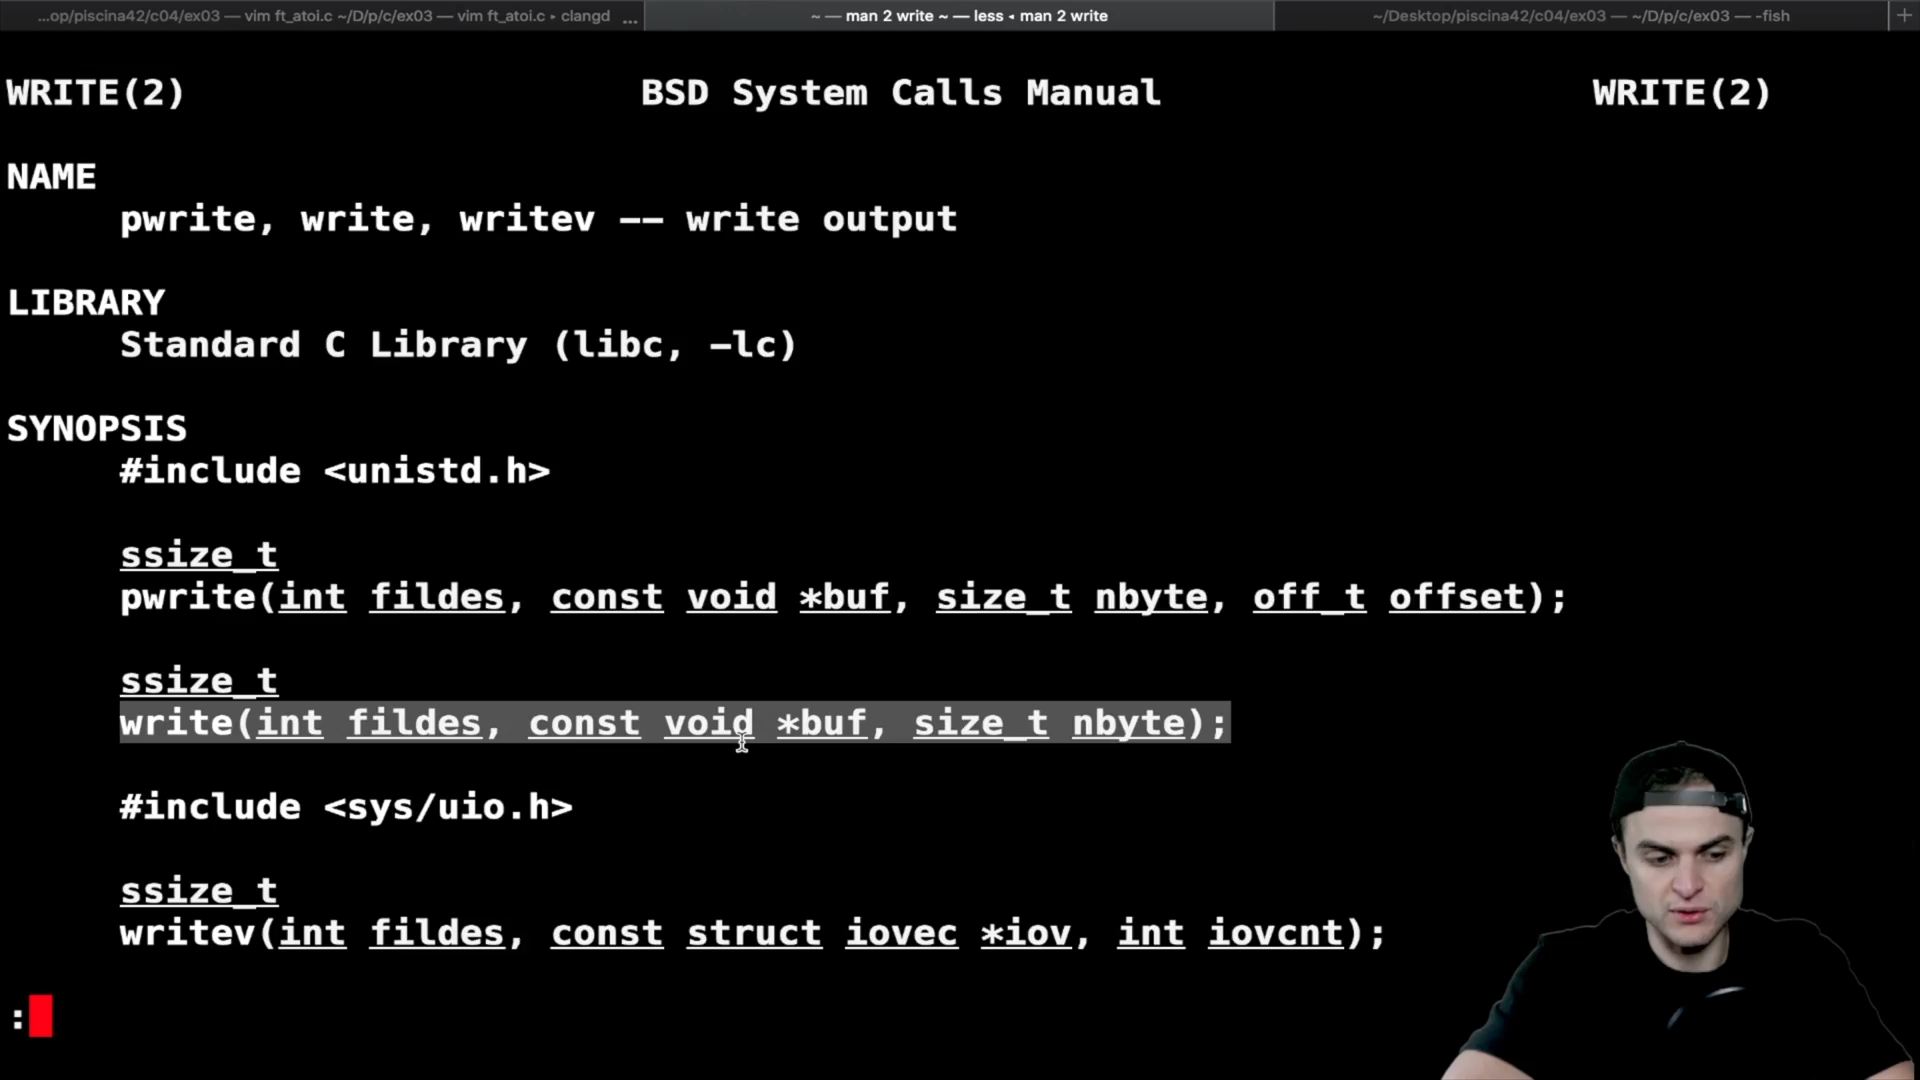 ...op/piscina42/c04/ex03 — vim ft_atoi.c ~/D/p/c/ex03 — vim ft_atoi.c ▸ clangd ...
~ — man 2 write ~ — less ◂ man 2 write
~/Desktop/piscina42/c04/ex03 — ~/D/p/c/ex03 — -fish
+
WRITE(2) BSD System Calls Manual WRITE(2)
NAME
pwrite, write, writev –– write output
LIBRARY
Standard C Library (libc, –lc)
SYNOPSIS
#include <unistd.h>
ssize_t
pwrite(int fildes, const void *buf, size_t nbyte, off_t offset);
ssize_t
write(int fildes, const void *buf, size_t nbyte);
#include <sys/uio.h>
ssize_t
writev(int fildes, const struct iovec *iov, int iovcnt);
: